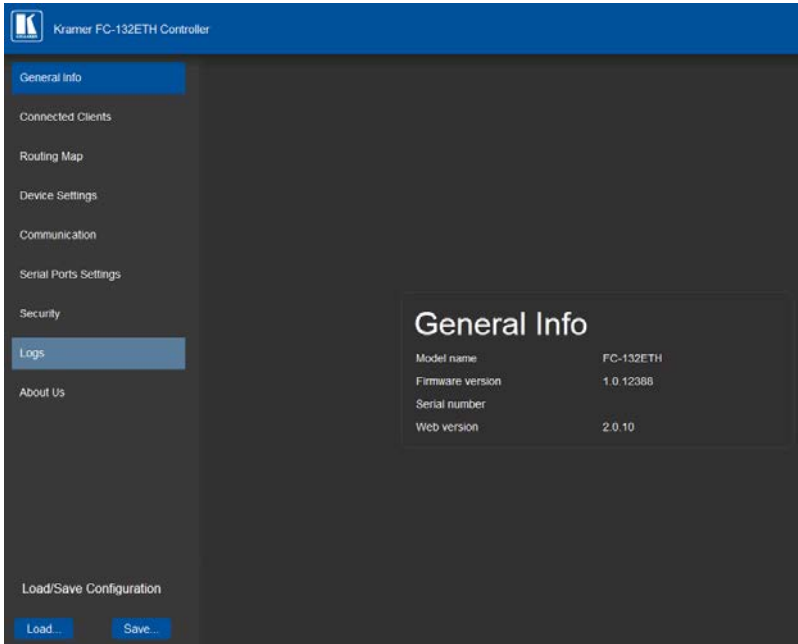 Kramer FC-132ETH Controller
General Info
Connected Clients
Routing Map
Device Settings
Communication
Serial Ports Settings
Security
Logs
About Us
General Info
Model name FC-132ETH
Firmware version 1.0.12388
Serial number
Web version 2.0.10
Load/Save Configuration
Load... Save...